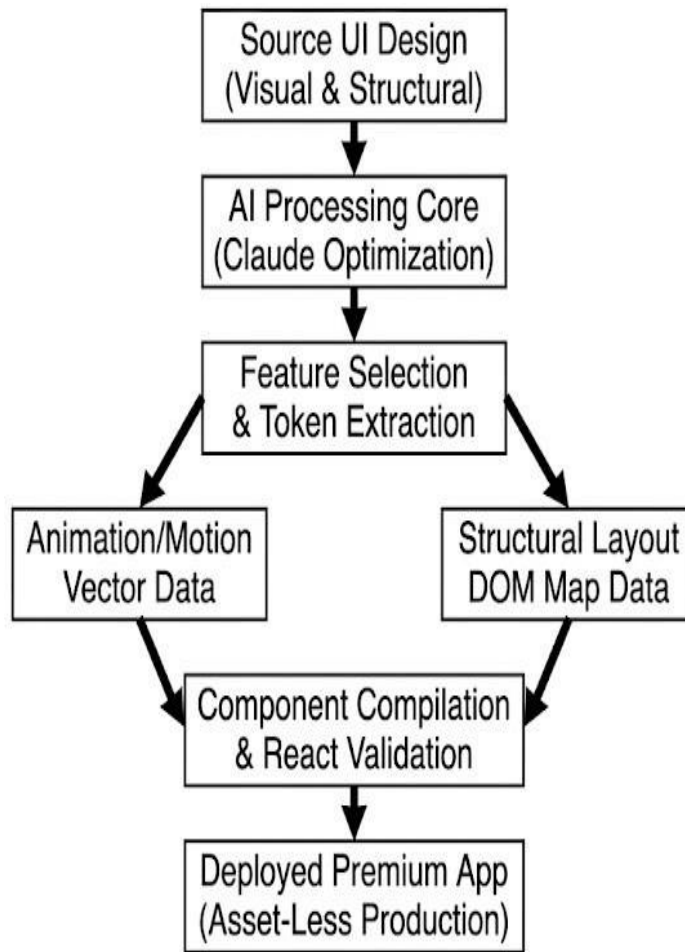 Source UI Design
(Visual & Structural)
AI Processing Core
(Claude Optimization)
Feature Selection
& Token Extraction
Animation/Motion
Vector Data
Structural Layout
DOM Map Data
Component Compilation
& React Validation
Deployed Premium App
(Asset-Less Production)